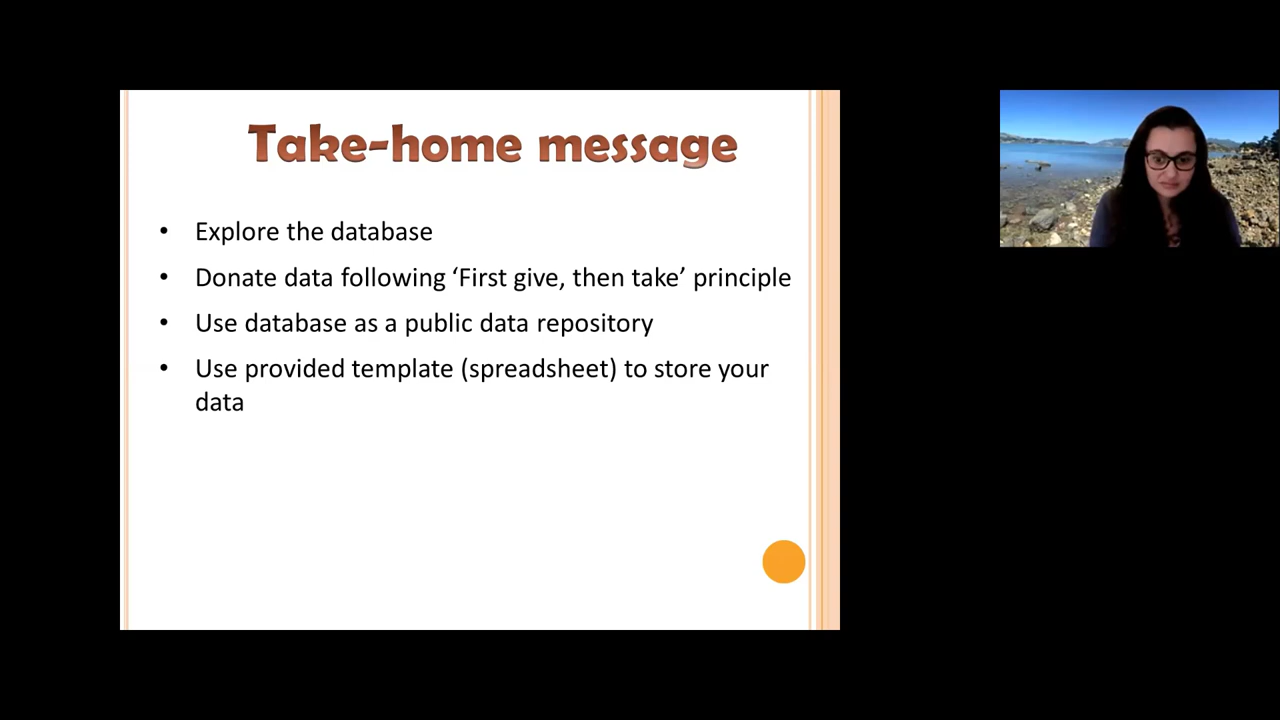 Take-home message
• Explore the database
• Donate data following ‘First give, then take’ principle
• Use database as a public data repository
• Use provided template (spreadsheet) to store your
data